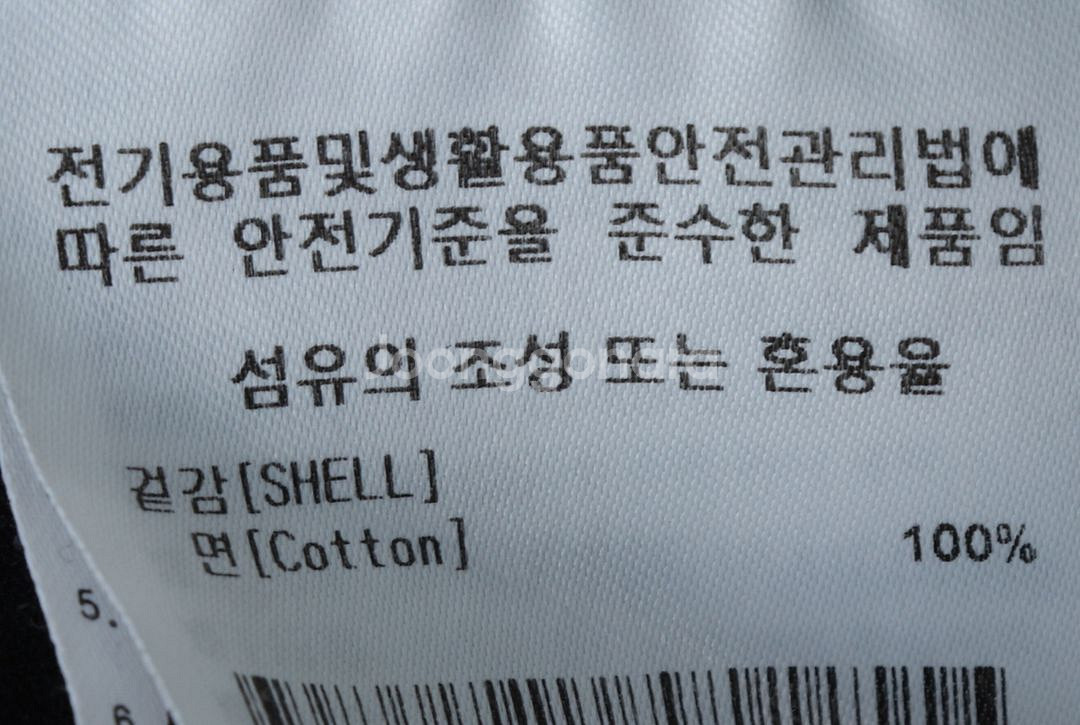 전기용품및생활용품안전관리법에
따른 안전기준을 준수한 제품임
섬유의 조성 또는 혼용율
겉감[SHELL]
면[Cotton] 100%
5.
6